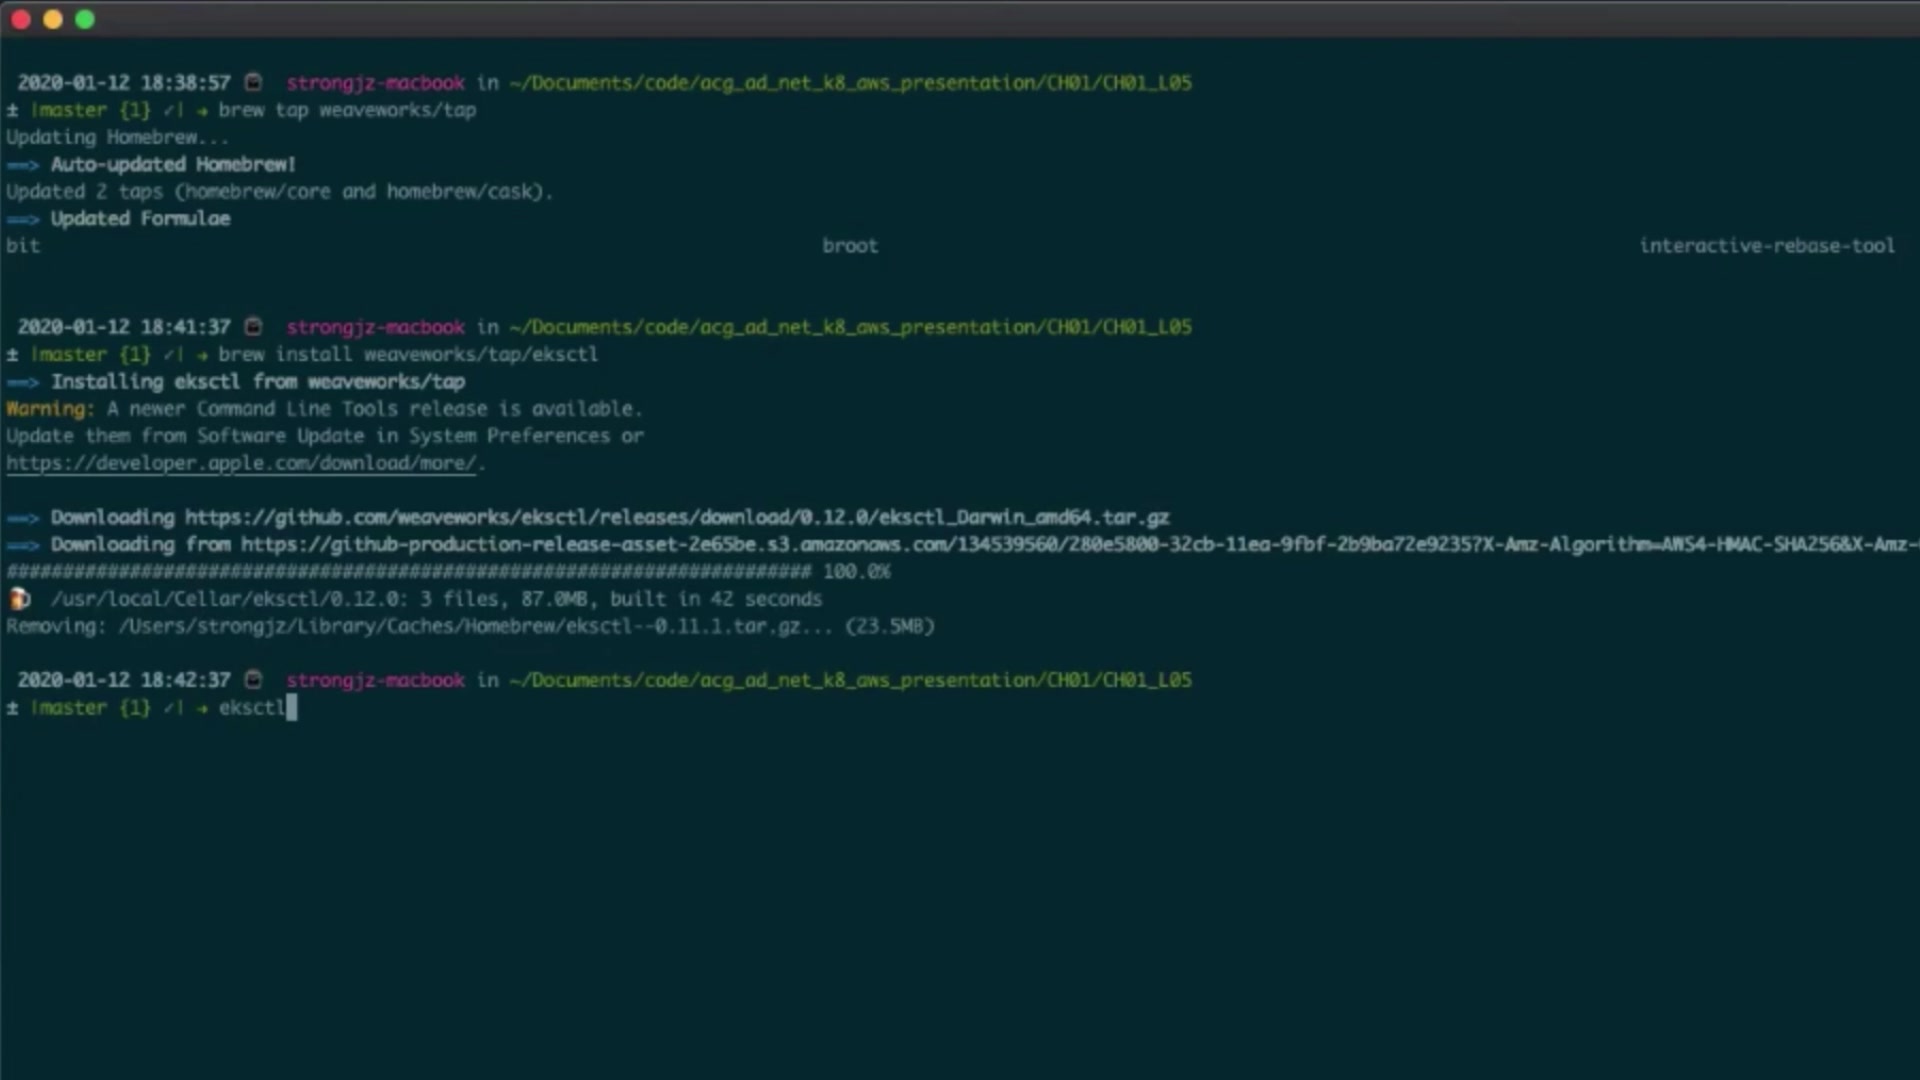 2020-01-12 18:38:57 strongjz-macbook in ~/Documents/code/acg_ad_net_k8_aws_presentation/CH01/CH01_L05
± |master {1} ✓| → brew tap weaveworks/tap
Updating Homebrew...
==> Auto-updated Homebrew!
Updated 2 taps (homebrew/core and homebrew/cask).
==> Updated Formulae
bit broot interactive-rebase-tool
2020-01-12 18:41:37 strongjz-macbook in ~/Documents/code/acg_ad_net_k8_aws_presentation/CH01/CH01_L05
± |master {1} ✓| → brew install weaveworks/tap/eksctl
==> Installing eksctl from weaveworks/tap
Warning: A newer Command Line Tools release is available.
Update them from Software Update in System Preferences or
https://developer.apple.com/download/more/.
==> Downloading https://github.com/weaveworks/eksctl/releases/download/0.12.0/eksctl_Darwin_amd64.tar.gz
==> Downloading from https://github-production-release-asset-2e65be.s3.amazonaws.com/134539560/280e5800-32cb-11ea-9fbf-2b9ba72e9235?X-Amz-Algorithm=AWS4-HMAC-SHA256&X-Amz-
######################################################################## 100.0%
/usr/local/Cellar/eksctl/0.12.0: 3 files, 87.0MB, built in 42 seconds
Removing: /Users/strongjz/Library/Caches/Homebrew/eksctl--0.11.1.tar.gz... (23.5MB)
2020-01-12 18:42:37 strongjz-macbook in ~/Documents/code/acg_ad_net_k8_aws_presentation/CH01/CH01_L05
± |master {1} ✓| → eksctl